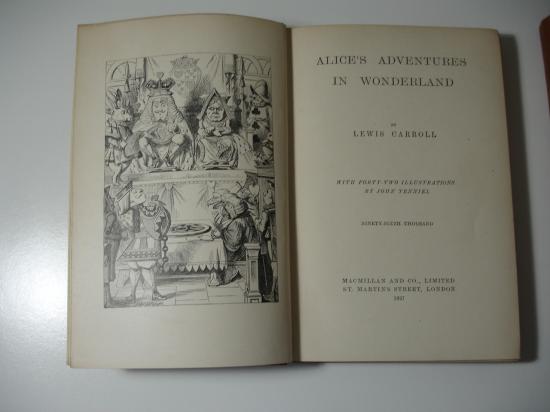 ALICE'S ADVENTURES
IN WONDERLAND
BY
LEWIS CARROLL
WITH FORTY-TWO ILLUSTRATIONS
BY JOHN TENNIEL
NINETY-SIXTH THOUSAND
MACMILLAN AND CO., LIMITED
ST. MARTIN'S STREET, LONDON